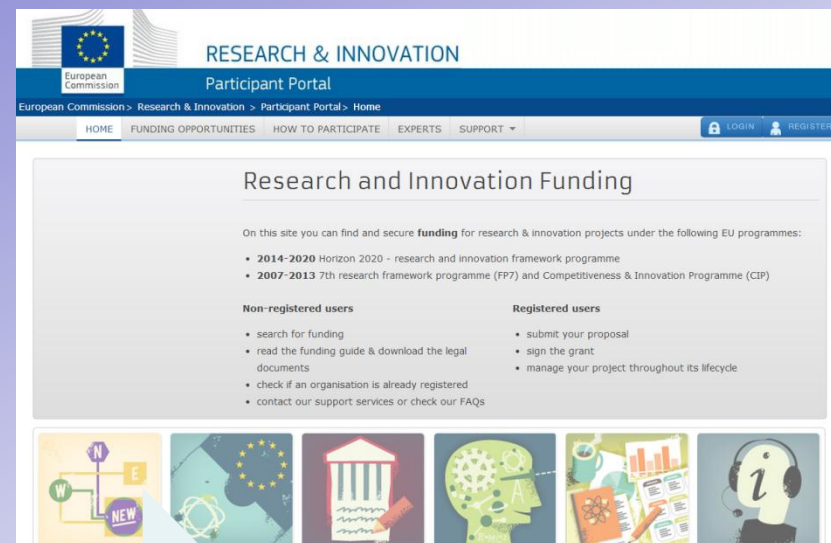 RESEARCH & INNOVATION
European
Commission
Participant Portal
European Commission> Research & Innovation > Participant Portal> Home
HOME FUNDING OPPORTUNITIES HOW TO PARTICIPATE EXPERTS SUPPORT LOGIN REGISTER
Research and Innovation Funding
On this site you can find and secure funding for research & innovation projects under the following EU programmes:
• 2014-2020 Horizon 2020 - research and innovation framework programme
• 2007-2013 7th research framework programme (FP7) and Competitiveness & Innovation Programme (CIP)
Non-registered users
• search for funding
• read the funding guide & download the legal
documents
• check if an organisation is already registered
• contact our support services or check our FAQs
Registered users
• submit your proposal
• sign the grant
• manage your project throughout its lifecycle
N
E
W
NEW
A
i